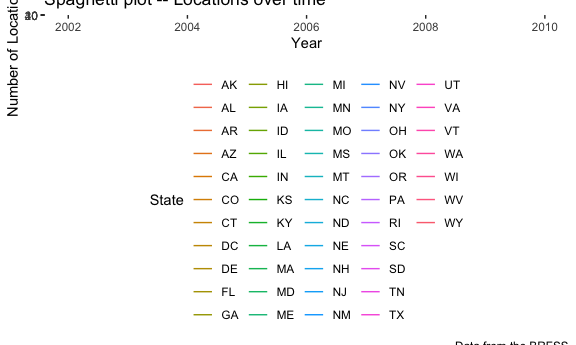 Spaghetti plot -- Locations over time
Number of Locatio
2002 2004 2006 2008 2010
Year
State
AK HI MI NV UT
AL IA MN NY VA
AR ID MO OH VT
AZ IL MS OK WA
CA IN MT OR WI
CO KS NC PA WV
CT KY ND RI WY
DC LA NE SC
DE MA NH SD
FL MD NJ TN
GA ME NM TX
Data from the BRFSS